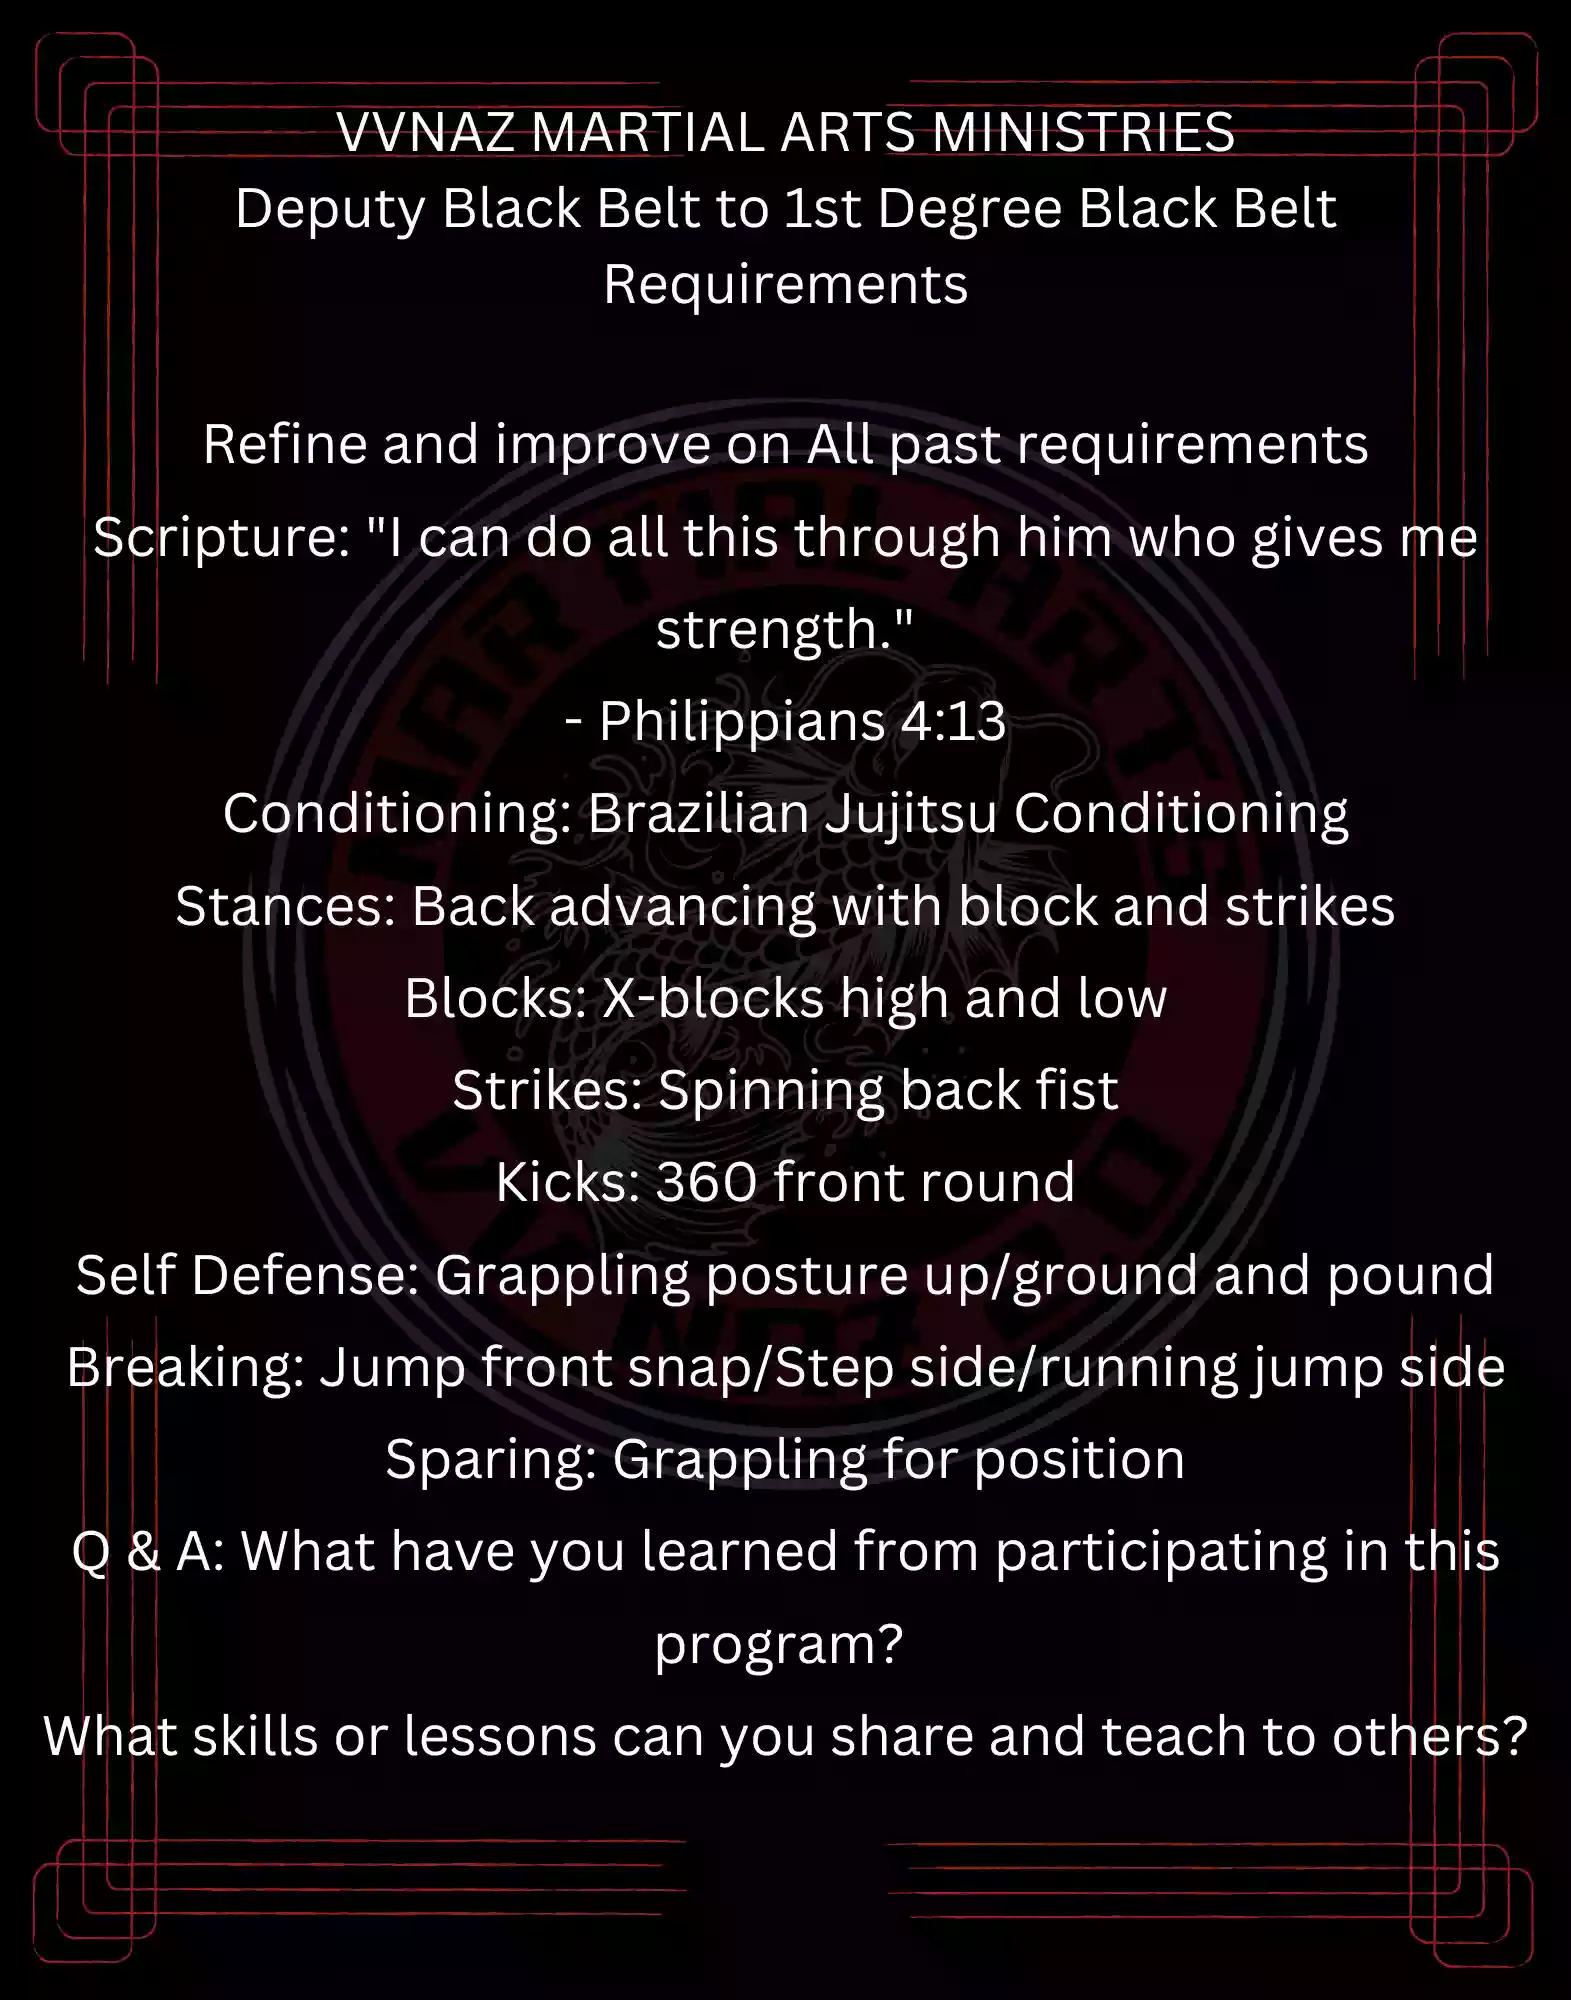 VVNAZ MARTIAL ARTS MINISTRIES
Deputy Black Belt to 1st Degree Black Belt
Requirements
Refine and improve on All past requirements
Scripture: "I can do all this through him who gives me
strength."
- Philippians 4:13
Conditioning: Brazilian Jujitsu Conditioning
Stances: Back advancing with block and strikes
Blocks: X-blocks high and low
Strikes: Spinning back fist
Kicks: 360 front round
Self Defense: Grappling posture up/ground and pound
Breaking: Jump front snap/Step side/running jump side
Sparing: Grappling for position
Q & A: What have you learned from participating in this
program?
What skills or lessons can you share and teach to others?
MARTIAL ARTS